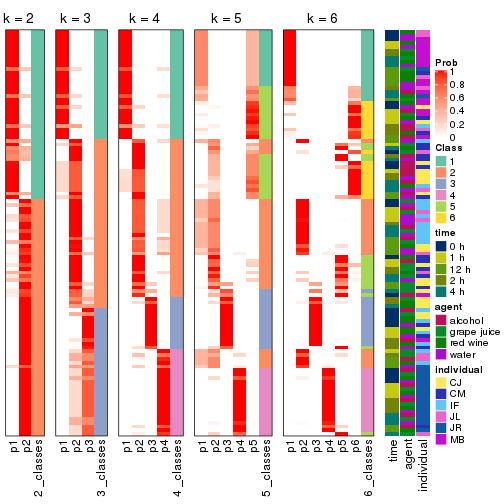 k = 2 k = 3 k = 4 k = 5 k = 6
Prob
1
0.8
0.6
0.4
0.2
0
Class
1
2
3
4
5
6
time
0 h
1 h
12 h
2 h
4 h
agent
alcohol
grape juice
red wine
water
individual
CJ
CM
IF
JL
JR
MB
p1 p2 2_classes p1 p2 p3 3_classes p1 p2 p3 p4 4_classes p1 p2 p3 p4 p5 5_classes p1 p2 p3 p4 p5 p6 6_classes time agent individual